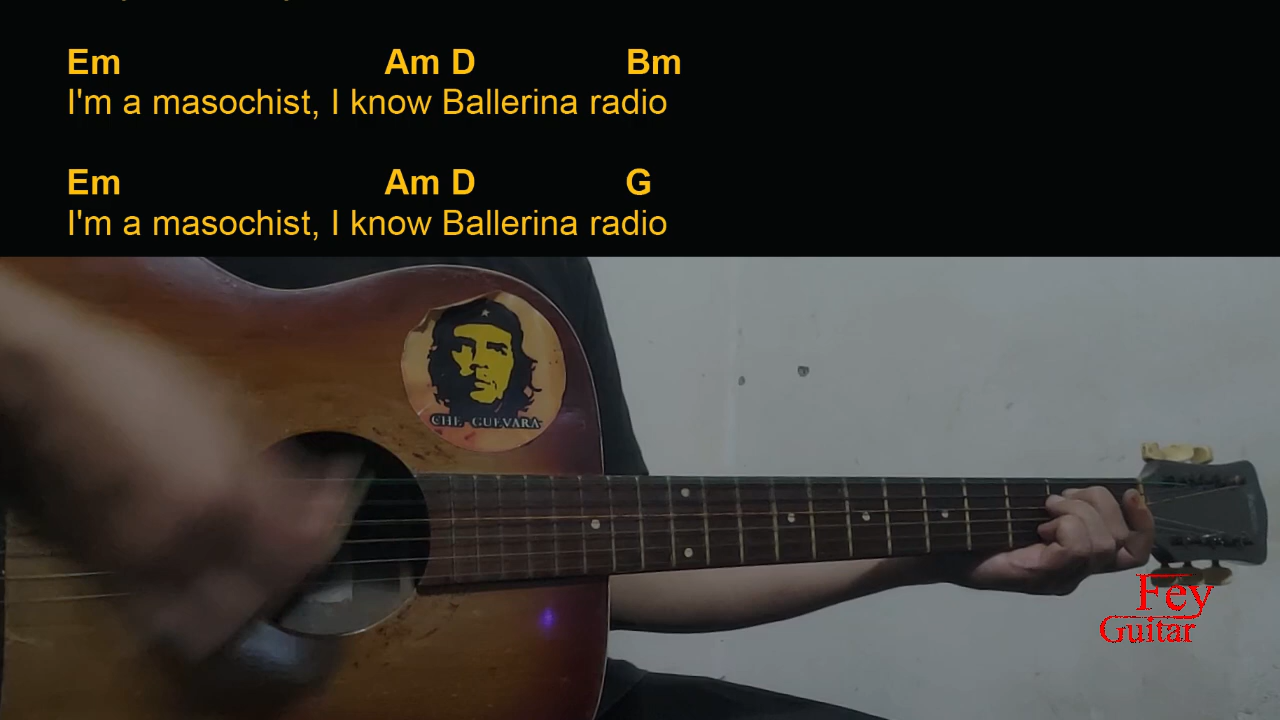 Em Am D Bm
I'm a masochist, I know Ballerina radio
Em Am D G
I'm a masochist, I know Ballerina radio
CHE GUEVARA
Fey
Guitar